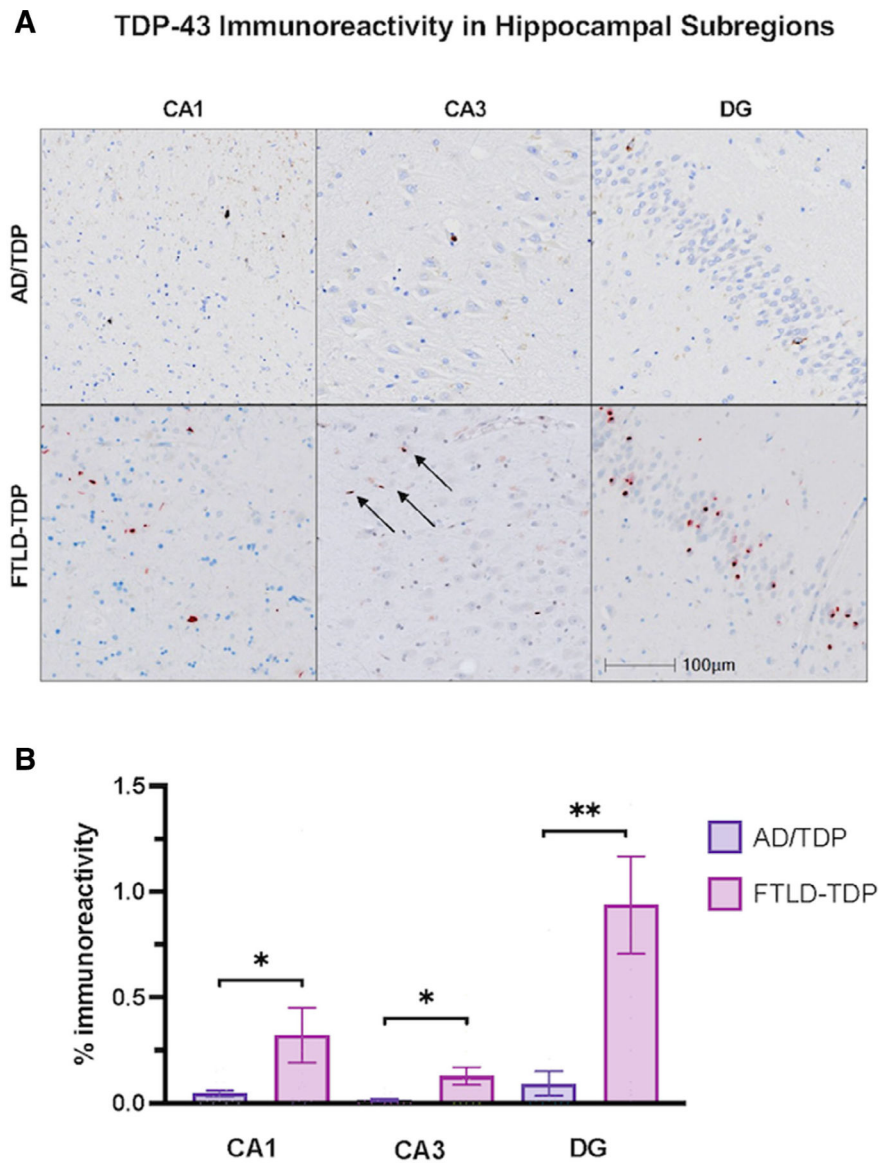 A
TDP-43 Immunoreactivity in Hippocampal Subregions
CA1 CA3 DG
AD/TDP
FTLD-TDP
100µm
B
% immunoreactivity
1.5
1.0
0.5
0.0
*
*
**
AD/TDP
FTLD-TDP
CA1 CA3 DG